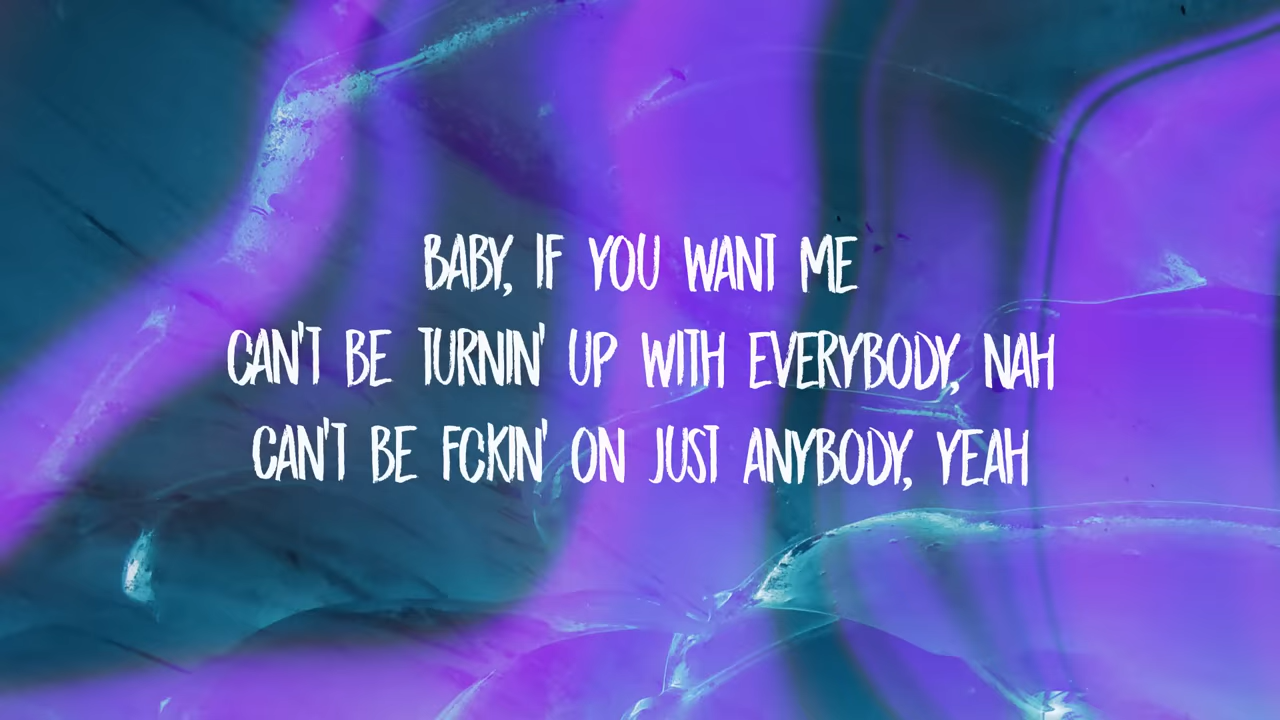 BABY, IF YOU WANT ME
CAN'T BE TURNIN' UP WITH EVERYBODY, NAH
CAN'T BE FCKIN' ON JUST ANYBODY, YEAH